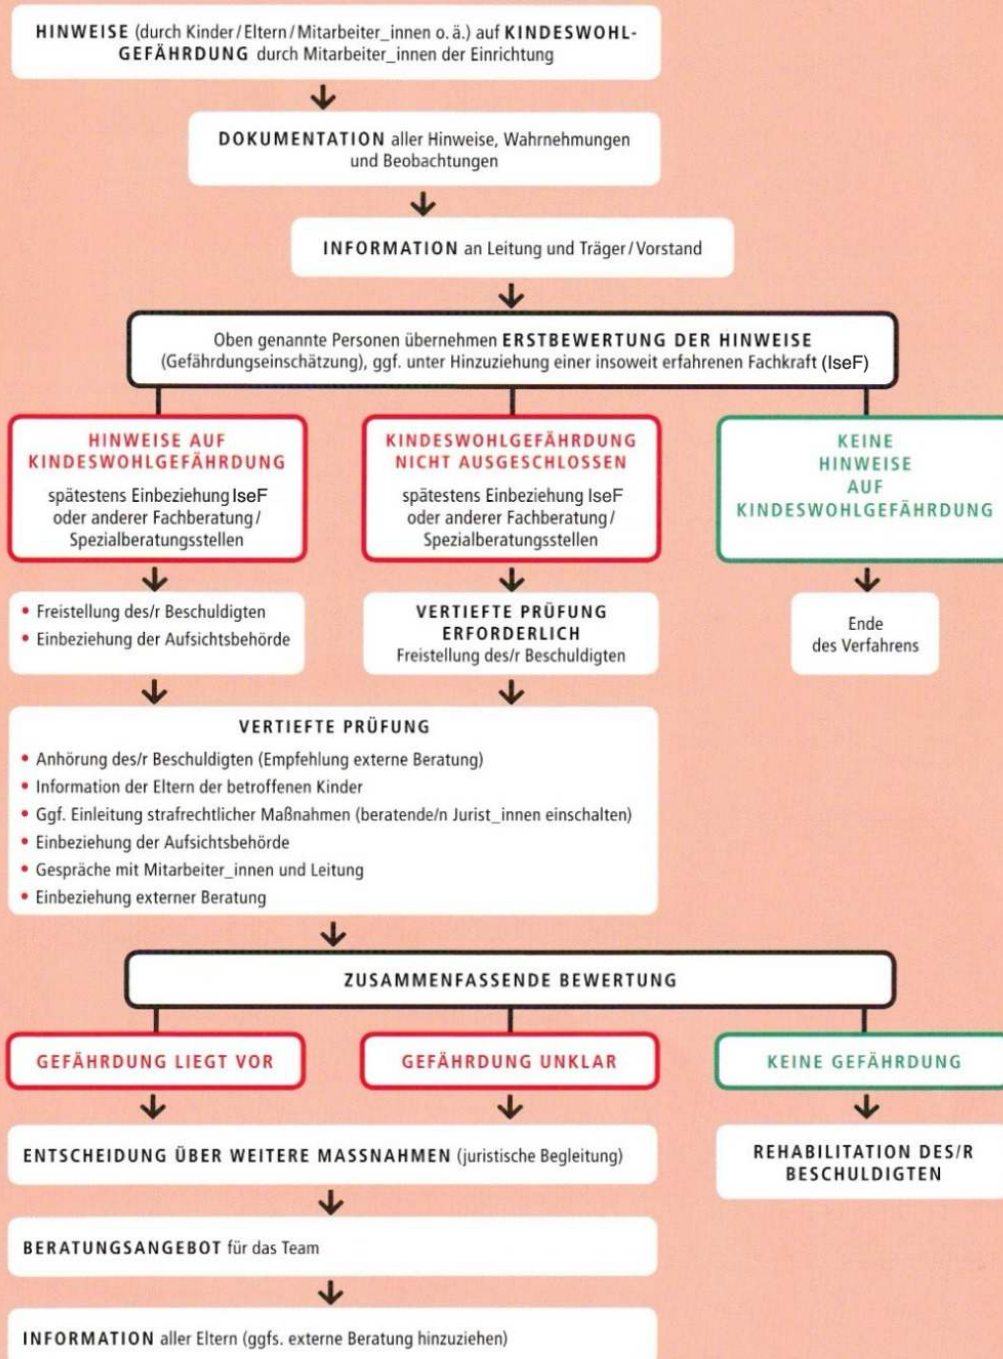 HINWEISE (durch Kinder/Eltern/Mitarbeiter_innen o. ä.) auf KINDESWOHL-
GEFÄHRDUNG durch Mitarbeiter_innen der Einrichtung
DOKUMENTATION aller Hinweise, Wahrnehmungen
und Beobachtungen
INFORMATION an Leitung und Träger/Vorstand
Oben genannte Personen übernehmen ERSTBEWERTUNG DER HINWEISE
(Gefährdungseinschätzung), ggf. unter Hinzuziehung einer insoweit erfahrenen Fachkraft (IseF)
HINWEISE AUF
KINDESWOHLGEFÄHRDUNG
spätestens Einbeziehung IseF
oder anderer Fachberatung/
Spezialberatungsstellen
KINDESWOHLGEFÄHRDUNG
NICHT AUSGESCHLOSSEN
spätestens Einbeziehung IseF
oder anderer Fachberatung/
Spezialberatungsstellen
KEINE
HINWEISE
AUF
KINDESWOHLGEFÄHRDUNG
• Freistellung des/r Beschuldigten
• Einbeziehung der Aufsichtsbehörde
VERTIEFTE PRÜFUNG
ERFORDERLICH
Freistellung des/r Beschuldigten
Ende
des Verfahrens
VERTIEFTE PRÜFUNG
• Anhörung des/r Beschuldigten (Empfehlung externe Beratung)
• Information der Eltern der betroffenen Kinder
• Ggf. Einleitung strafrechtlicher Maßnahmen (beratende/n Jurist_innen einschalten)
• Einbeziehung der Aufsichtsbehörde
• Gespräche mit Mitarbeiter_innen und Leitung
• Einbeziehung externer Beratung
ZUSAMMENFASSENDE BEWERTUNG
GEFÄHRDUNG LIEGT VOR
GEFÄHRDUNG UNKLAR
KEINE GEFÄHRDUNG
ENTSCHEIDUNG ÜBER WEITERE MASSNAHMEN (juristische Begleitung)
REHABILITATION DES/R
BESCHULDIGTEN
BERATUNGSANGEBOT für das Team
INFORMATION aller Eltern (ggfs. externe Beratung hinzuziehen)